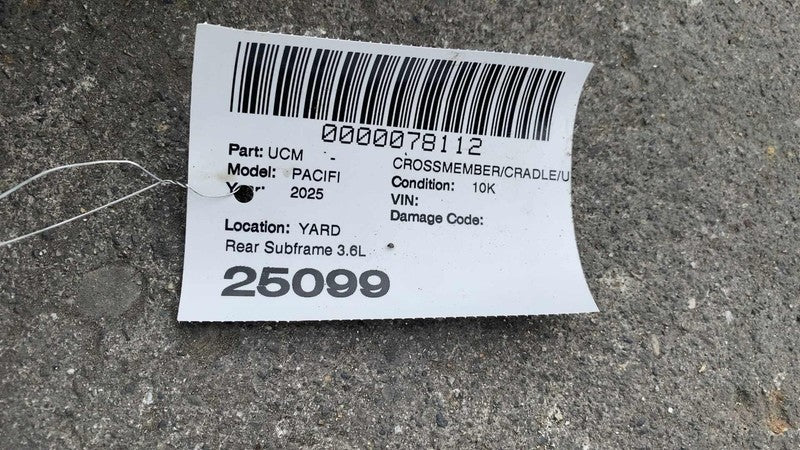 0000078112
Part: UCM - CROSSMEMBER/CRADLE/U
Model: PACIFI Condition: 10K
Year: 2025 VIN:
Damage Code:
Location: YARD
Rear Subframe 3.6L
25099